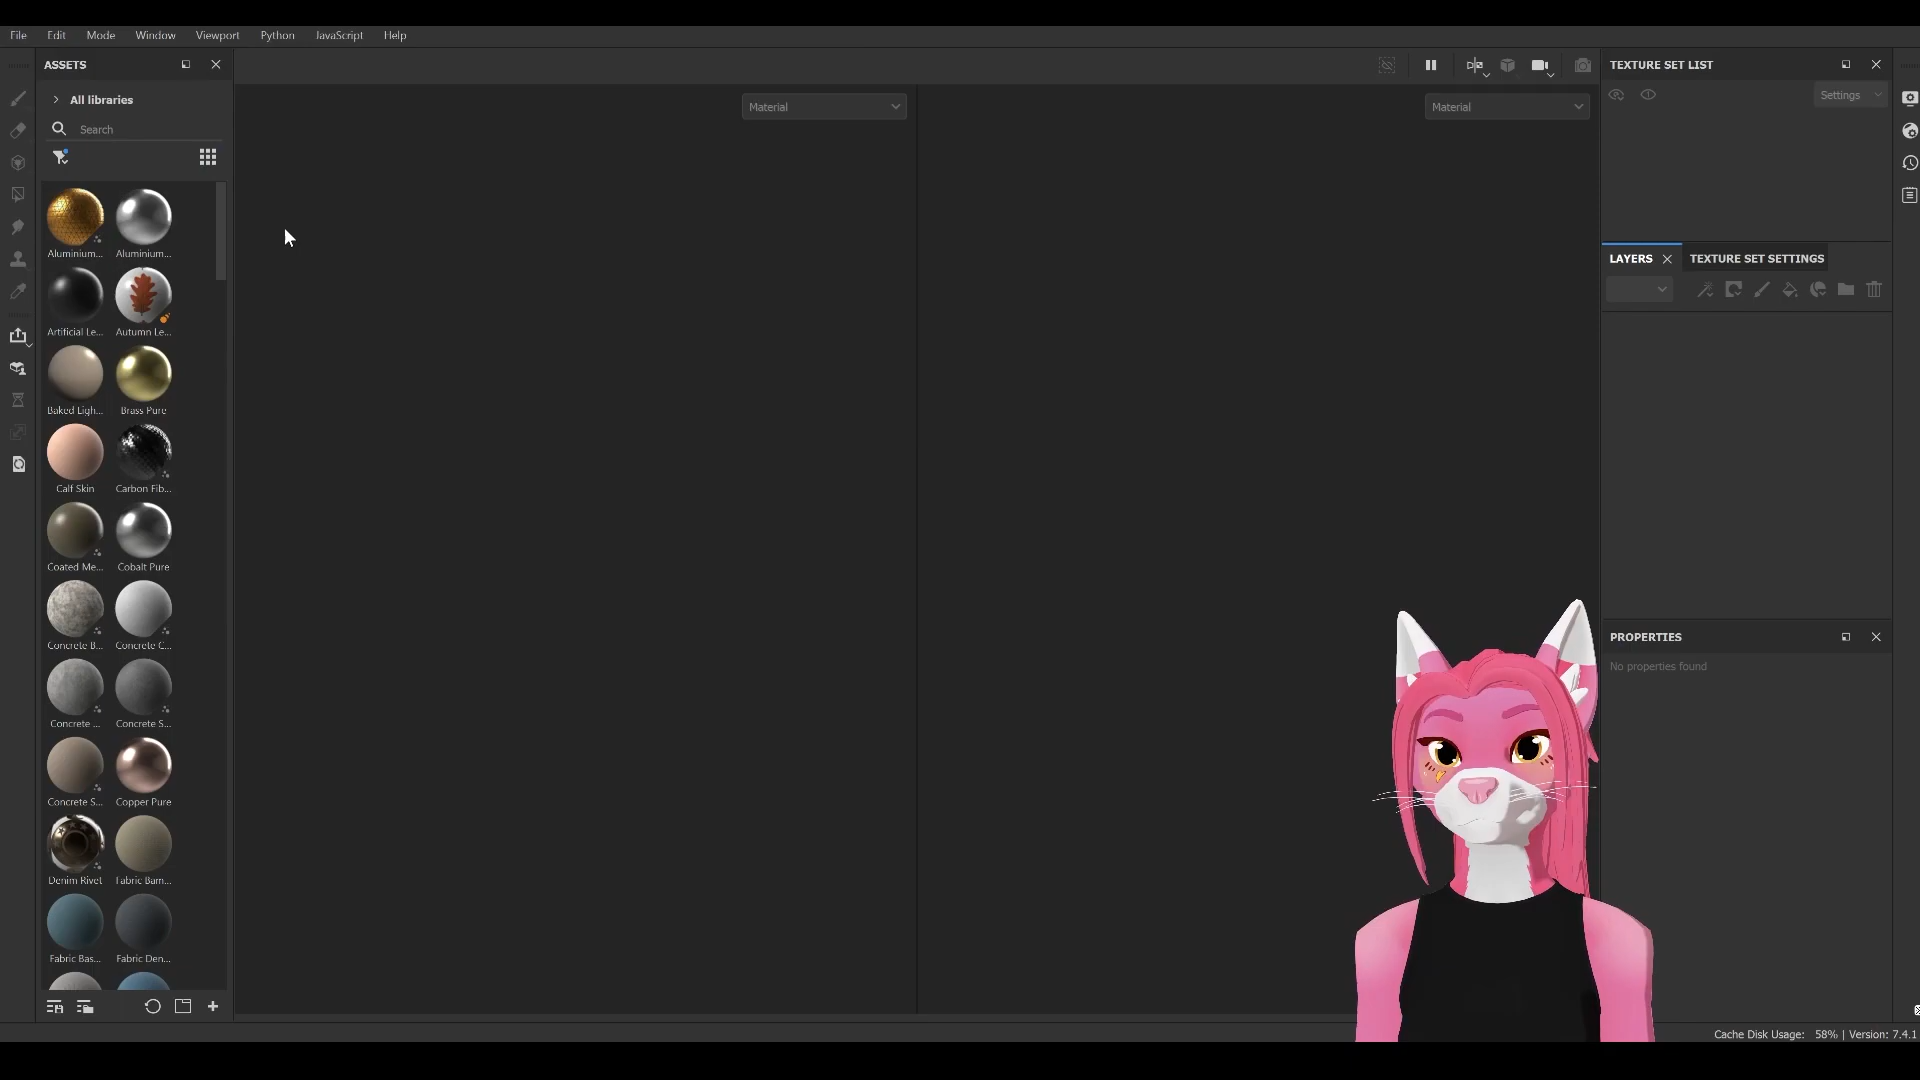 File Edit Mode Window Viewport Python JavaScript Help
ASSETS
All libraries
Search
Aluminium... Aluminium...
Artificial Le... Autumn Le...
Baked Ligh... Brass Pure
Calf Skin Carbon Fib...
Coated Me... Cobalt Pure
Concrete B... Concrete C...
Concrete ... Concrete S...
Concrete S... Copper Pure
Denim Rivet Fabric Bam...
Fabric Bas... Fabric Den...
Material
Material
TEXTURE SET LIST
Settings
LAYERS TEXTURE SET SETTINGS
PROPERTIES
No properties found
Cache Disk Usage: 58% | Version: 7.4.1